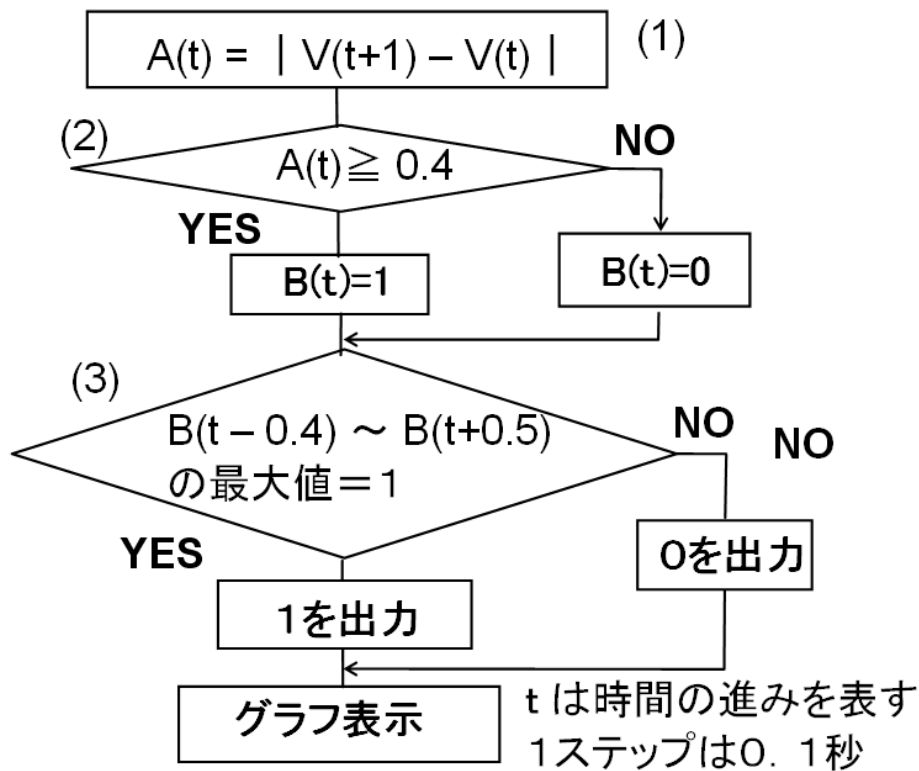 A(t) = | V(t+1) – V(t) |
(1)
(2)
A(t)≧ 0.4
NO
YES
B(t)=1
B(t)=0
(3)
B(t – 0.4) ～ B(t+0.5)
の最大値＝１
NO
NO
YES
0を出力
1を出力
グラフ表示
t は時間の進みを表す
１ステップは０．１秒